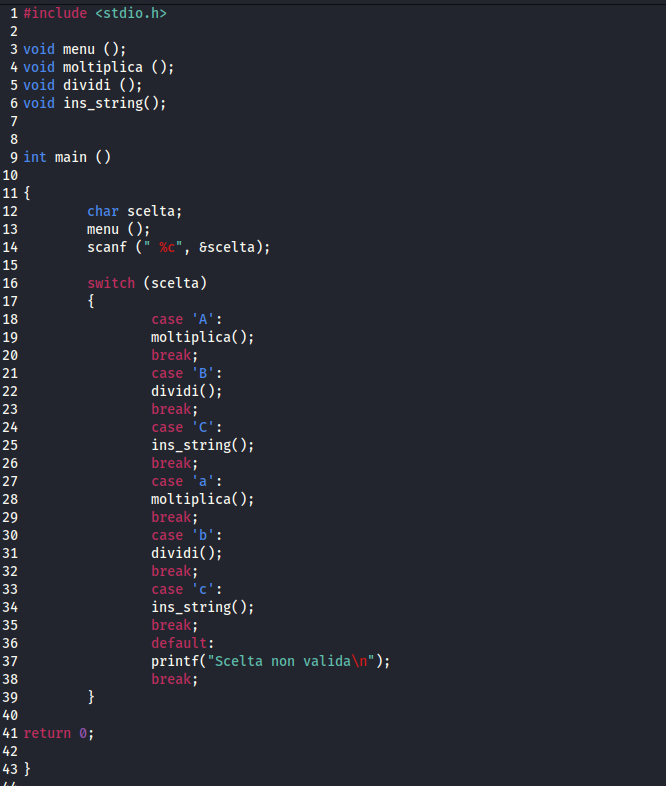 1 #include <stdio.h>
2
3 void menu ();
4 void moltiplica ();
5 void dividi ();
6 void ins_string();
7
8
9 int main ()
10
11 {
12         char scelta;
13         menu ();
14         scanf (" %c", &scelta);
15
16         switch (scelta)
17         {
18                 case 'A':
19                 moltiplica();
20                 break;
21                 case 'B':
22                 dividi();
23                 break;
24                 case 'C':
25                 ins_string();
26                 break;
27                 case 'a':
28                 moltiplica();
29                 break;
30                 case 'b':
31                 dividi();
32                 break;
33                 case 'c':
34                 ins_string();
35                 break;
36                 default:
37                 printf("Scelta non valida\n");
38                 break;
39         }
40
41 return 0;
42
43 }